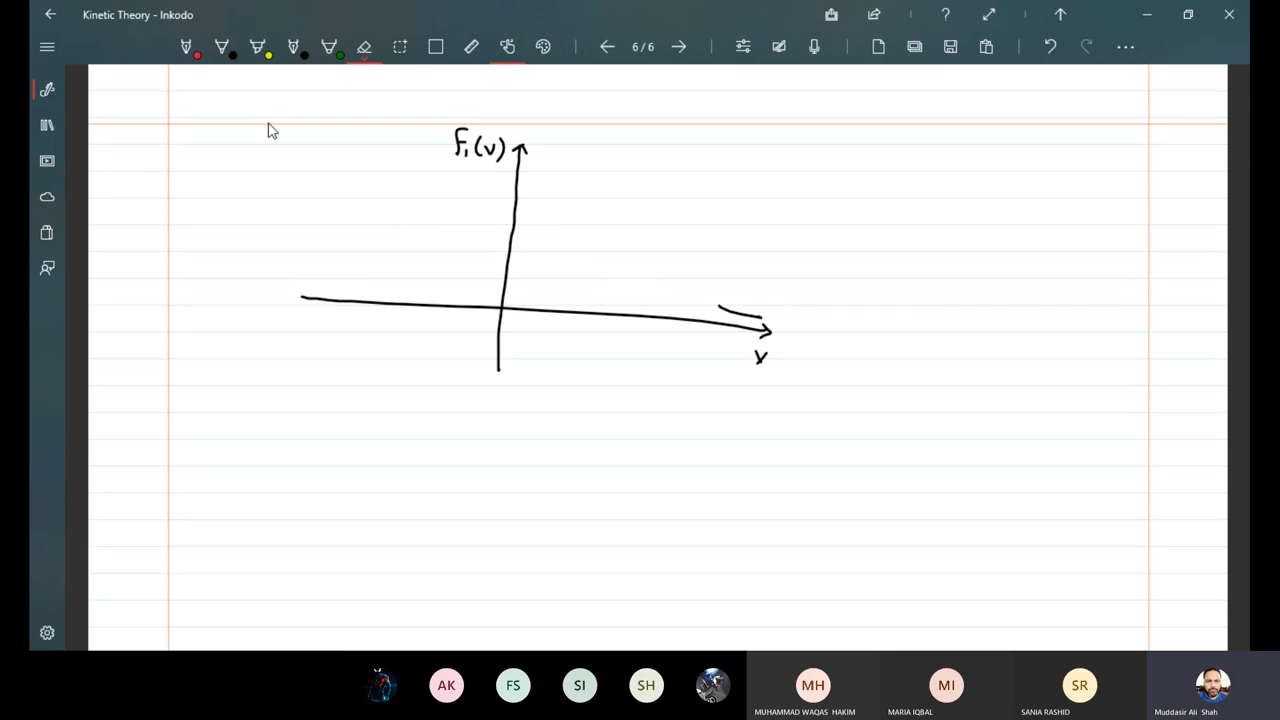 Kinetic Theory - Inkodo
6/6
F₁(v)
v
AK
FS
SI
SH
MH
MI
SR
MUHAMMAD WAQAS HAKIM
MARIA IQBAL
SANIA RASHID
Muddasir Ali Shah